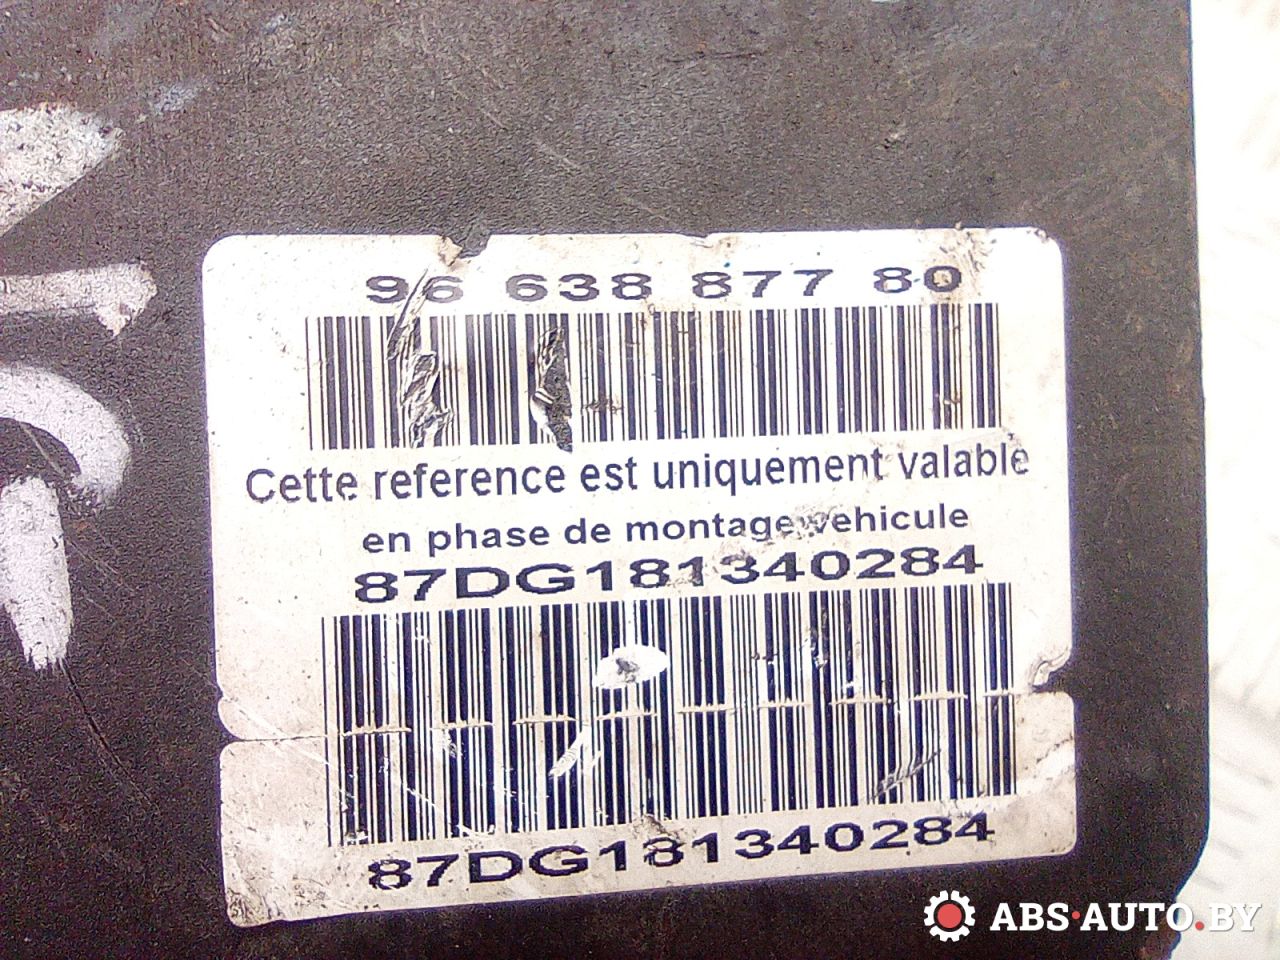 96 638 877 80
Cette reference est uniquement valable
en phase de montage vehicule
87DG181340284
87DG181340284
ABS·AUTO.BY